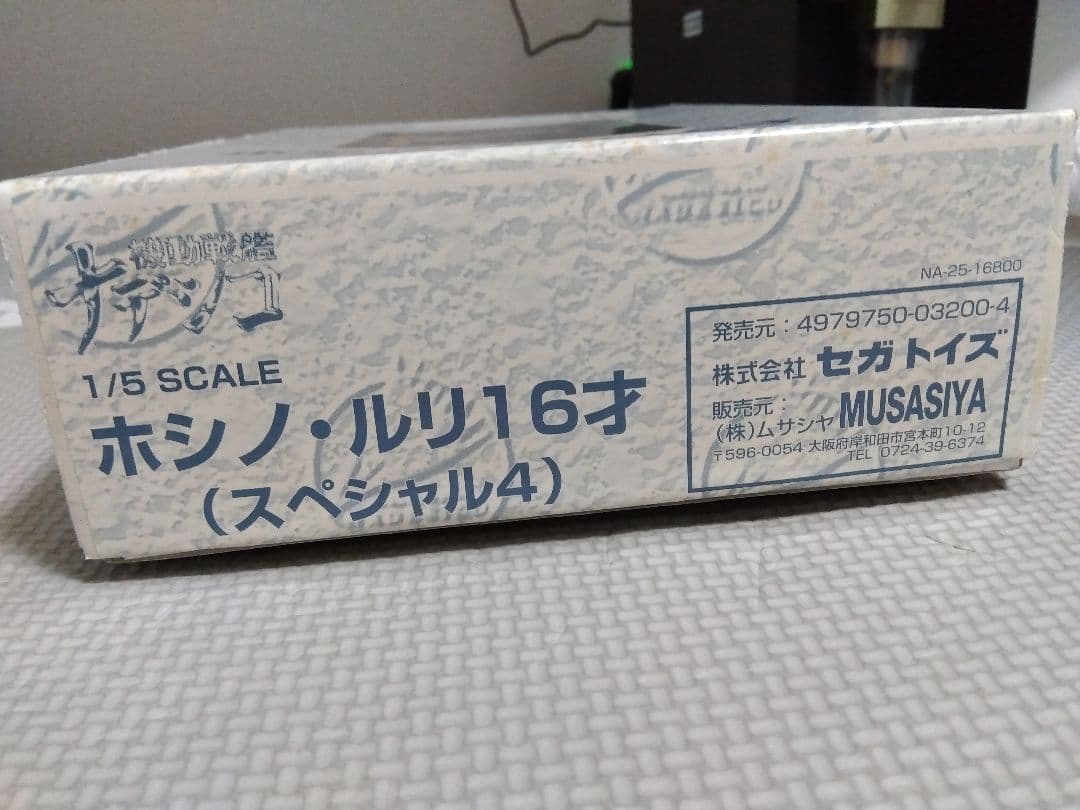 機動戦艦
ナデシコ
1/5 SCALE
ホシノ・ルリ16才
(スペシャル4)
NA-25-16800
発売元：4979750-03200-4
株式会社 セガトイズ
販売元：
(株)ムサシヤ MUSASIYA
〒596-0054 大阪府岸和田市宮本町10-12
TEL 0724-39-6374